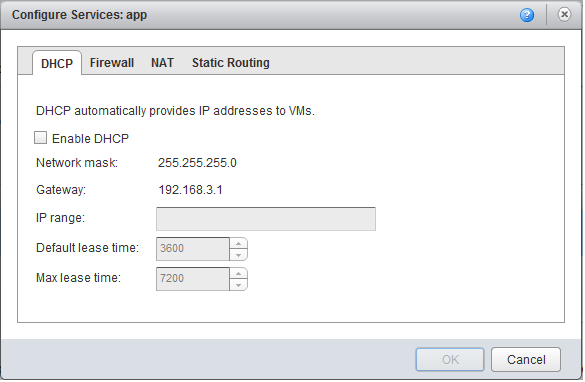 Configure Services: app
?
DHCP Firewall NAT Static Routing
DHCP automatically provides IP addresses to VMs.
Enable DHCP
Network mask: 255.255.255.0
Gateway: 192.168.3.1
IP range:
Default lease time: 3600
Max lease time: 7200
OK Cancel